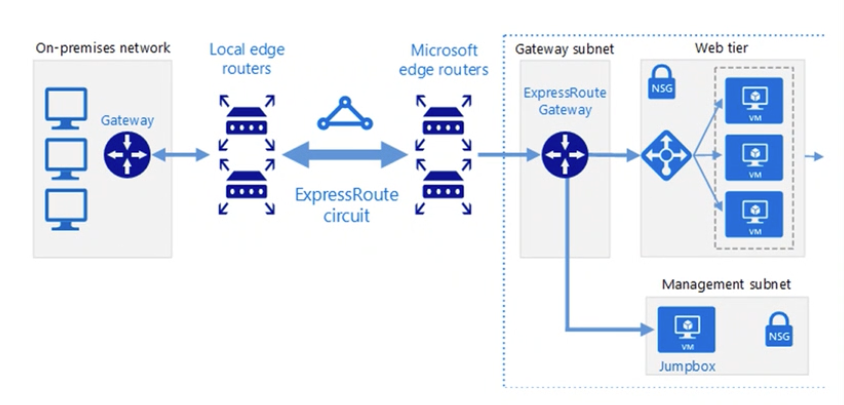 On-premises network
Gateway
Local edge
routers
ExpressRoute
circuit
Microsoft
edge routers
Gateway subnet
ExpressRoute
Gateway
Web tier
NSG
VM
VM
VM
Management subnet
VM
Jumpbox
NSG